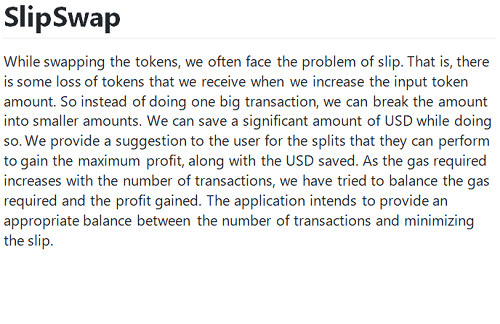 SlipSwap
While swapping the tokens, we often face the problem of slip. That is, there
is some loss of tokens that we receive when we increase the input token
amount. So instead of doing one big transaction, we can break the amount
into smaller amounts. We can save a significant amount of USD while doing
so. We provide a suggestion to the user for the splits that they can perform
to gain the maximum profit, along with the USD saved. As the gas required
increases with the number of transactions, we have tried to balance the gas
required and the profit gained. The application intends to provide an
appropriate balance between the number of transactions and minimizing
the slip.